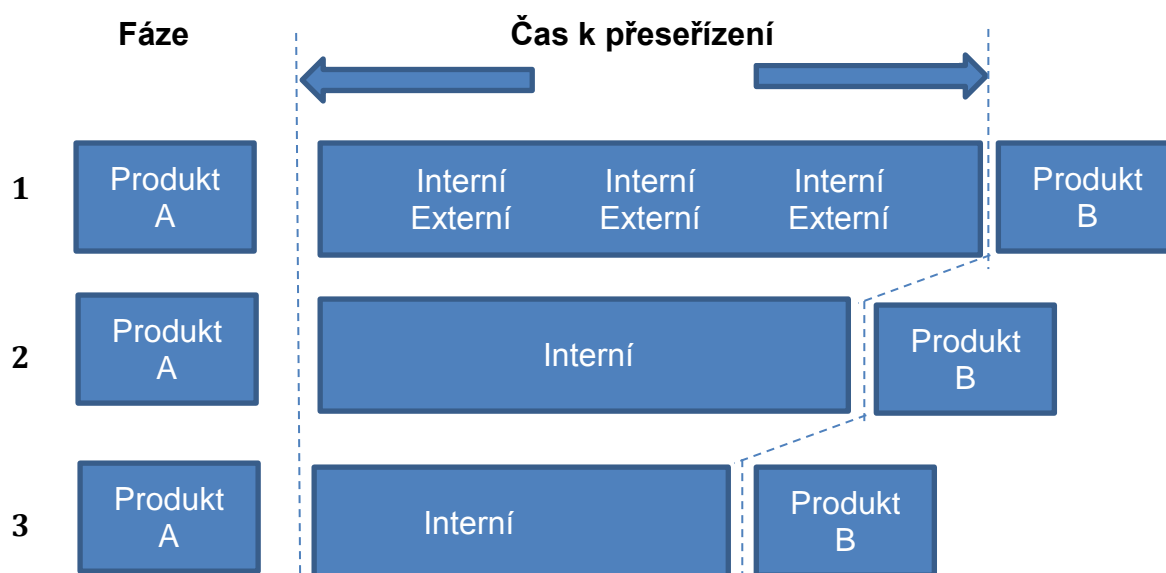 Fáze
Čas k přeseřízení
1
Produkt
A
Interní
Externí
Interní
Externí
Interní
Externí
Produkt
B
2
Produkt
A
Interní
Produkt
B
3
Produkt
A
Interní
Produkt
B